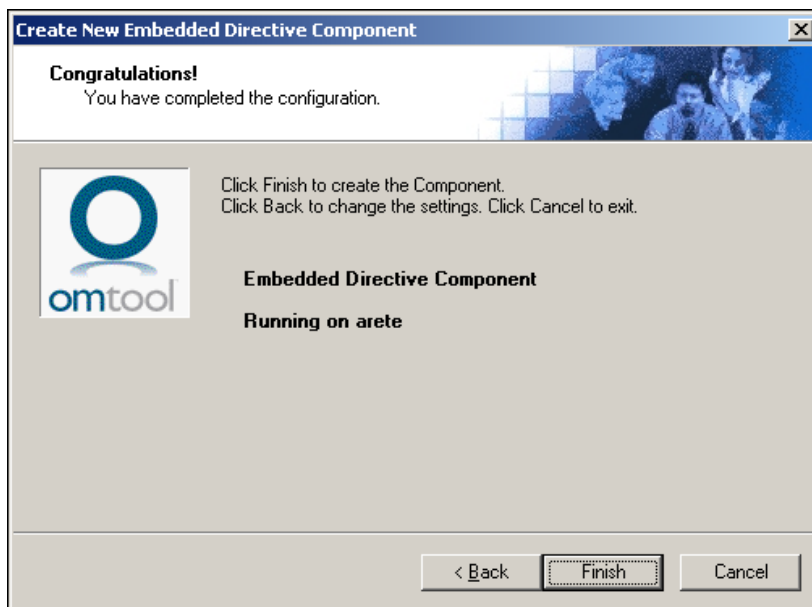 Create New Embedded Directive Component
Congratulations!
You have completed the configuration.
Click Finish to create the Component.
Click Back to change the settings. Click Cancel to exit.
omtool
Embedded Directive Component
Running on arete
< Back
Finish
Cancel